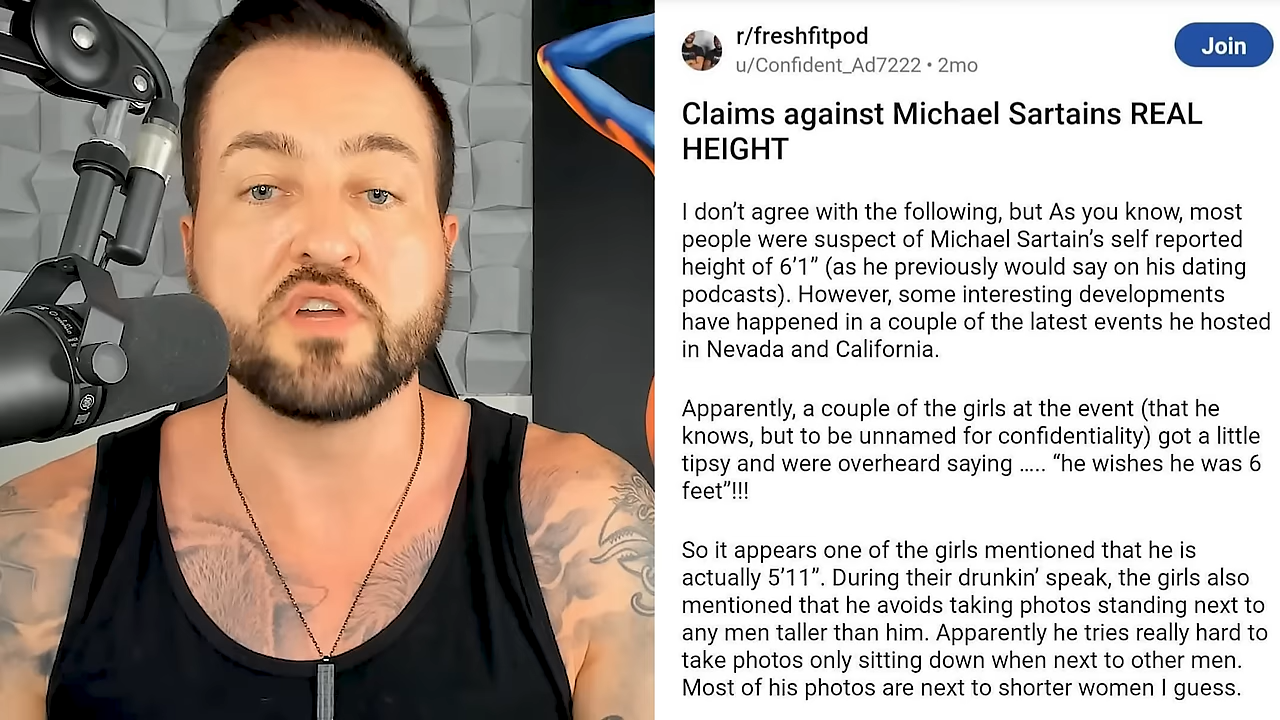 r/freshfitpod
u/Confident_Ad7222 • 2mo
Join
Claims against Michael Sartains REAL
HEIGHT
I don’t agree with the following, but As you know, most
people were suspect of Michael Sartain’s self reported
height of 6’1” (as he previously would say on his dating
podcasts). However, some interesting developments
have happened in a couple of the latest events he hosted
in Nevada and California.
Apparently, a couple of the girls at the event (that he
knows, but to be unnamed for confidentiality) got a little
tipsy and were overheard saying ….. “he wishes he was 6
feet”!!!
So it appears one of the girls mentioned that he is
actually 5’11”. During their drunkin’ speak, the girls also
mentioned that he avoids taking photos standing next to
any men taller than him. Apparently he tries really hard to
take photos only sitting down when next to other men.
Most of his photos are next to shorter women I guess.